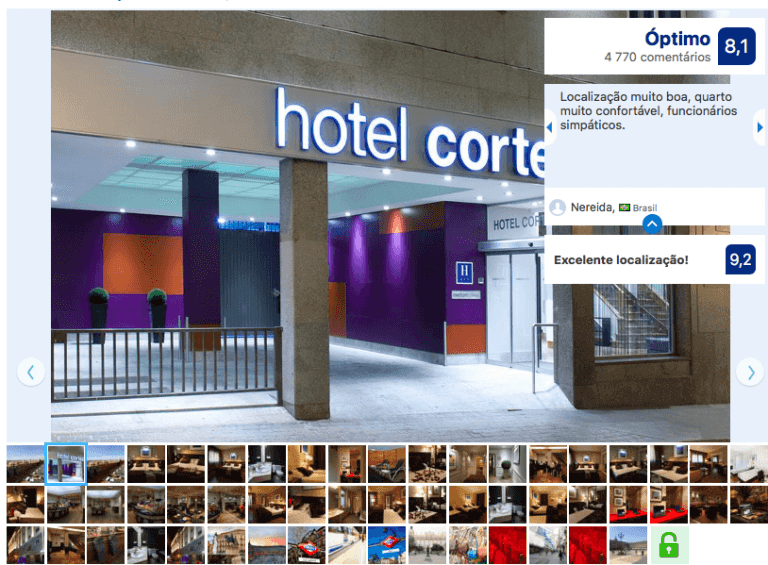 Óptimo
4 770 comentários
8,1
hotel corte
Localização muito boa, quarto
muito confortável, funcionários
simpáticos.
Nereida, Brasil
HOTEL COR
Excelente localização!
9,2
H